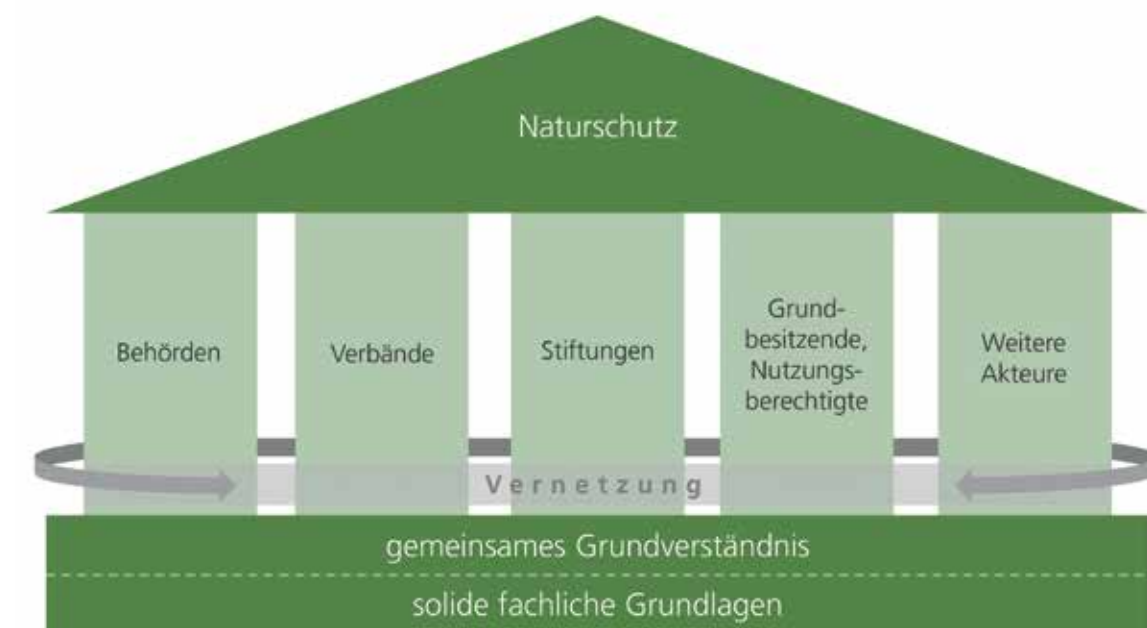 Naturschutz
Behörden
Verbände
Stiftungen
Grund-
besitzende,
Nutzungs-
berechtigte
Weitere
Akteure
Vernetzung
gemeinsames Grundverständnis
solide fachliche Grundlagen